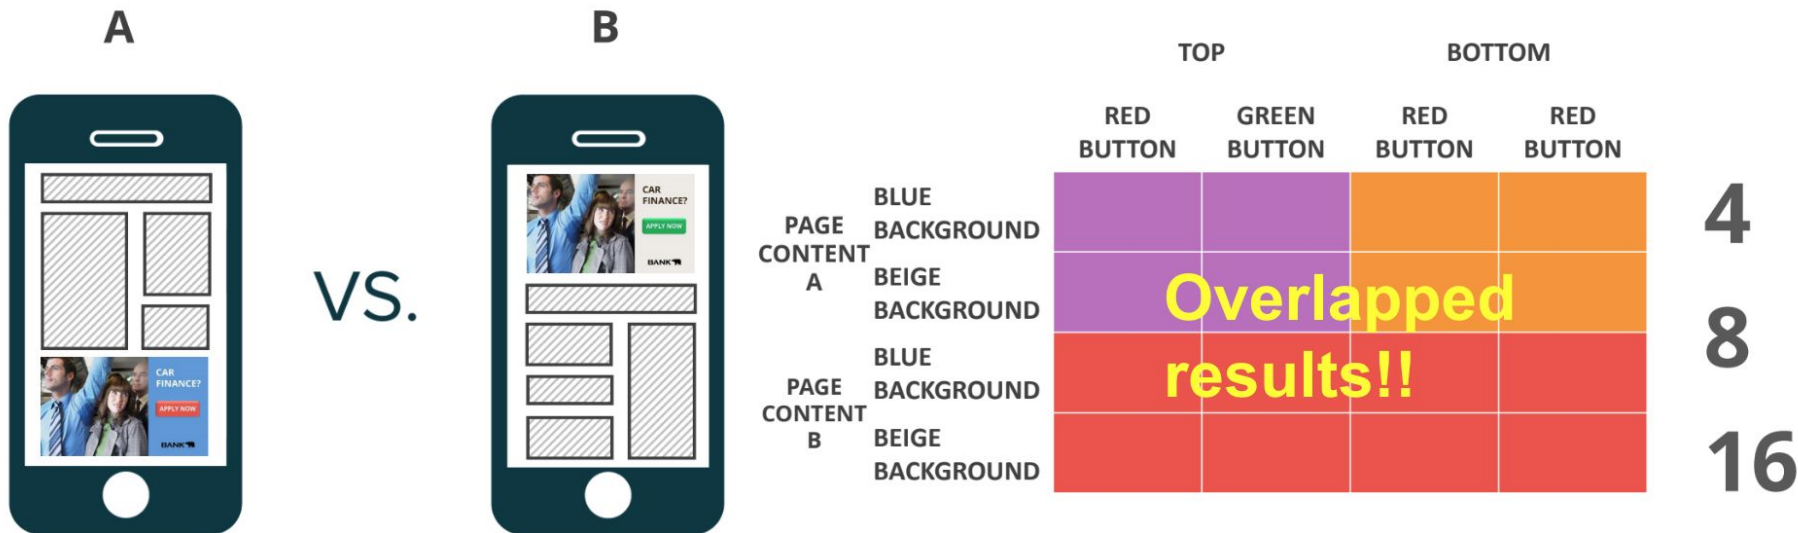 A
B
VS.
CAR
FINANCE?
APPLY NOW
BANK
CAR
FINANCE?
APPLY NOW
BANK
TOP
BOTTOM
RED
BUTTON
GREEN
BUTTON
RED
BUTTON
RED
BUTTON
PAGE
CONTENT
A
BLUE
BACKGROUND
BEIGE
BACKGROUND
PAGE
CONTENT
B
BLUE
BACKGROUND
BEIGE
BACKGROUND
Overlapped
results!!
4
8
16